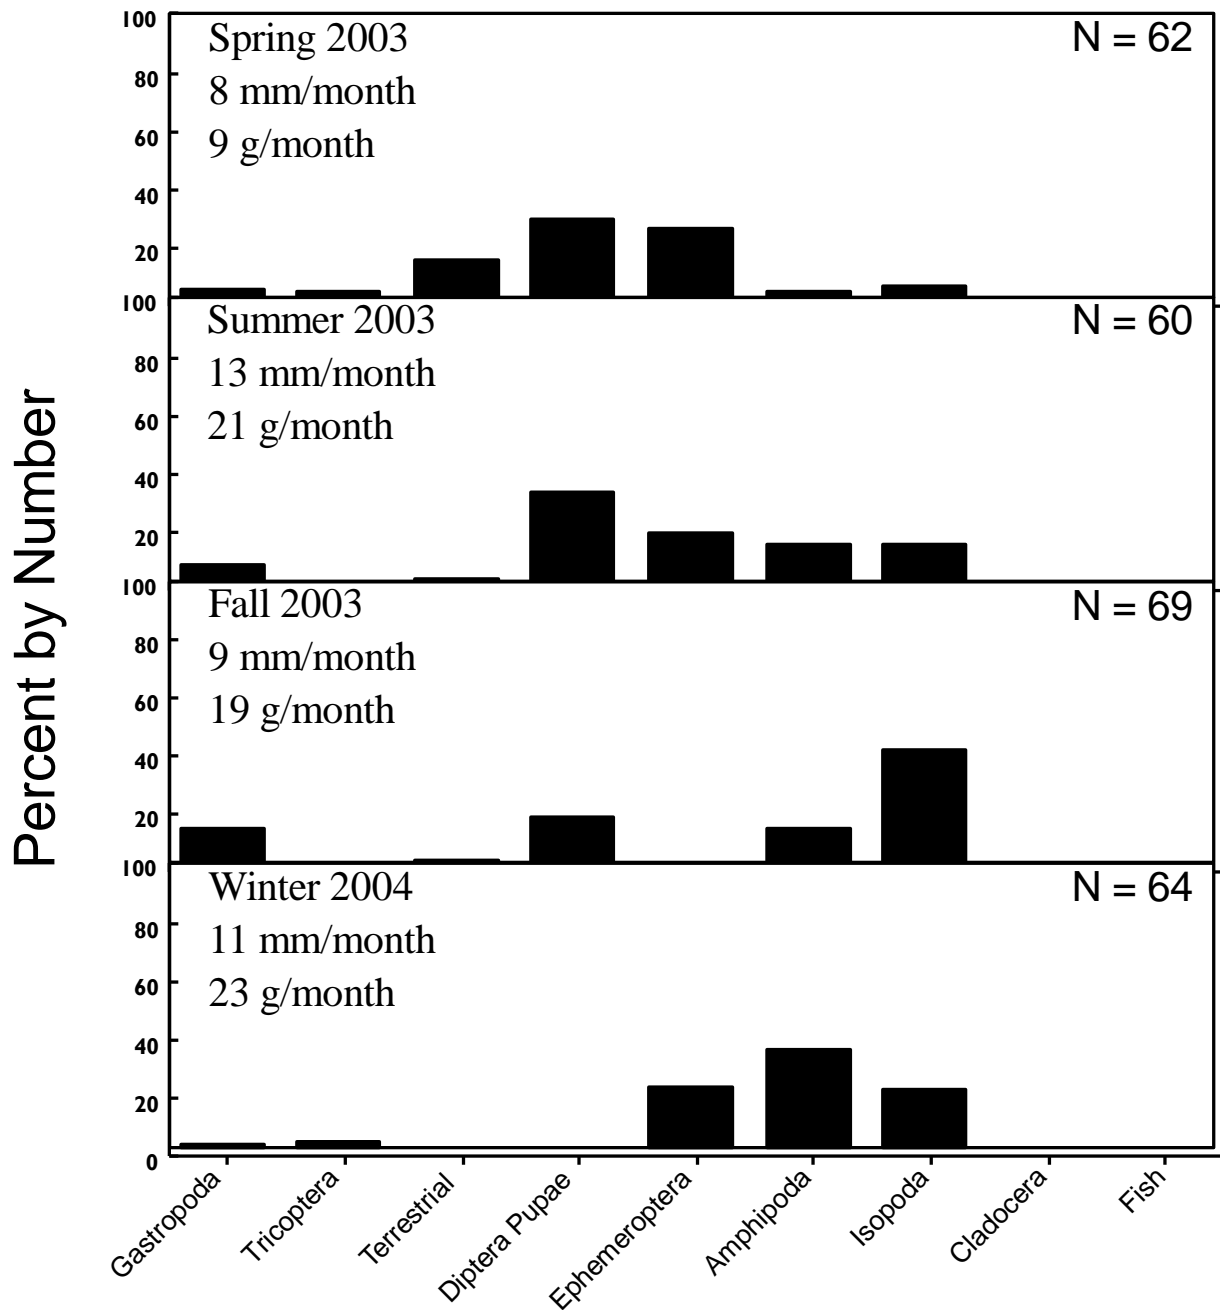 Percent by Number
100
Spring 2003
N = 62
80
8 mm/month
60
9 g/month
40
20
100
Summer 2003
N = 60
80
13 mm/month
60
21 g/month
40
20
100
Fall 2003
N = 69
80
9 mm/month
60
19 g/month
40
20
100
Winter 2004
N = 64
80
11 mm/month
60
23 g/month
40
20
0
Gastropoda
Tricoptera
Terrestrial
Diptera Pupae
Ephemeroptera
Amphipoda
Isopoda
Cladocera
Fish